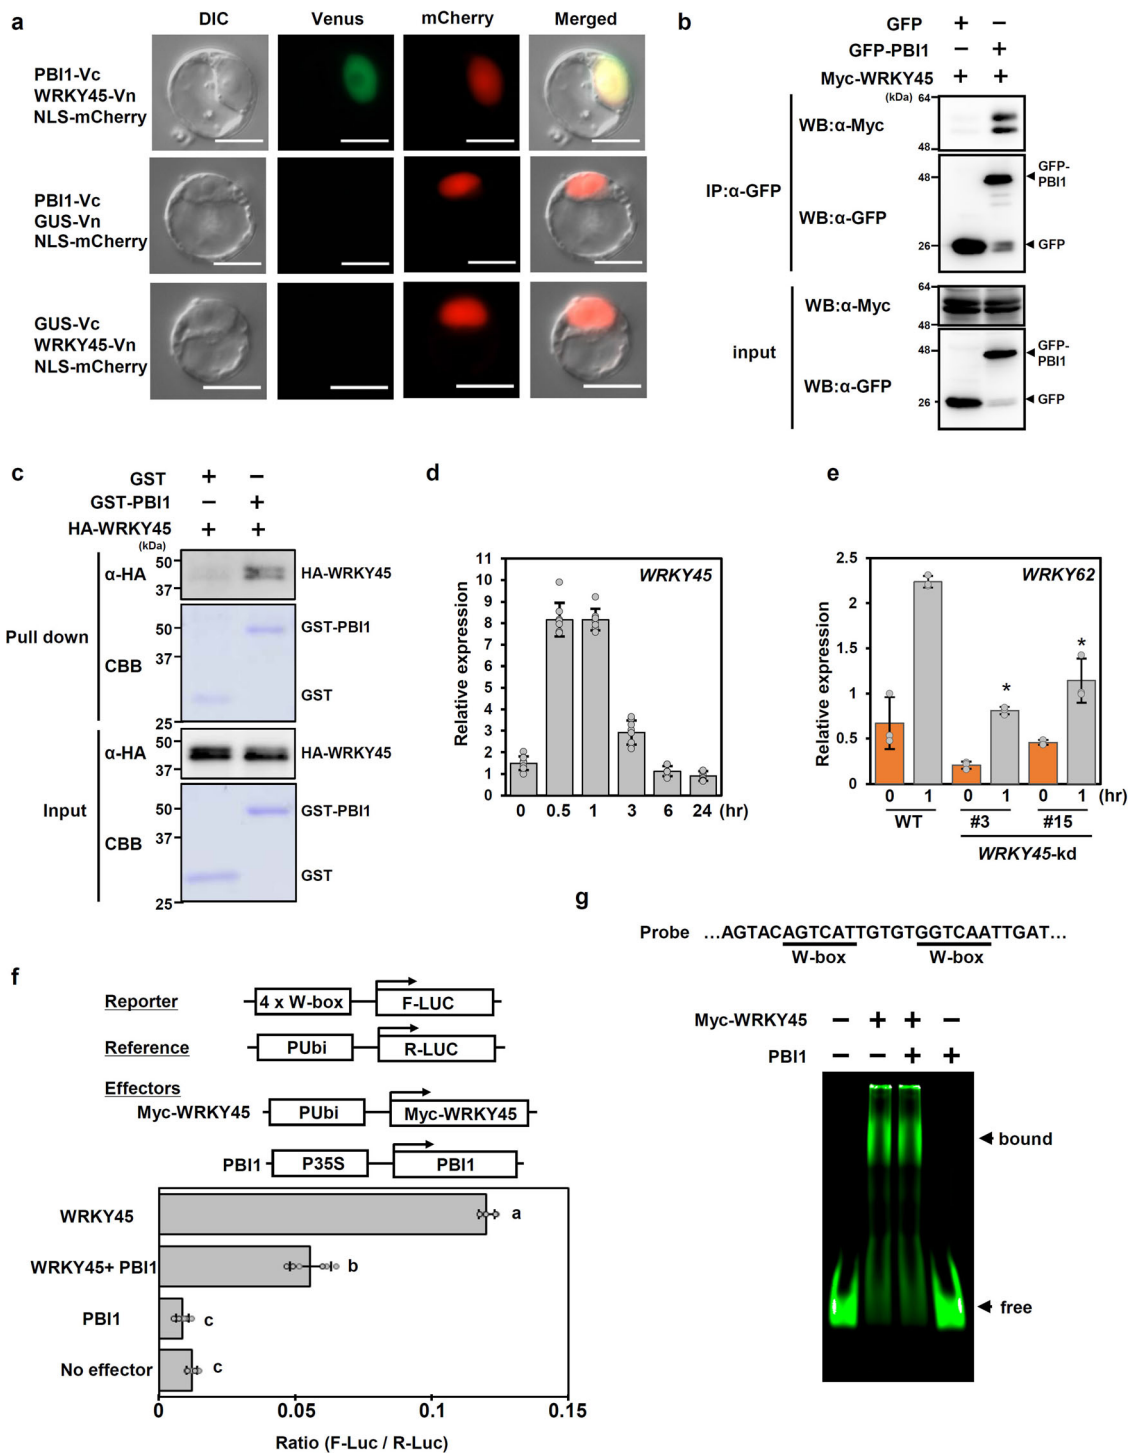 a
DIC Venus mCherry Merged
PBI1-Vc
WRKY45-Vn
NLS-mCherry
PBI1-Vc
GUS-Vn
NLS-mCherry
GUS-Vc
WRKY45-Vn
NLS-mCherry
b
GFP + −
GFP-PBI1 − +
Myc-WRKY45 + +
(kDa)
64
WB:α-Myc
48
IP:α-GFP
48
GFP-
PBI1
WB:α-GFP
26
GFP
64
WB:α-Myc
48
input
48
GFP-
PBI1
WB:α-GFP
26
GFP
c
GST + −
GST-PBI1 − +
HA-WRKY45 + +
(kDa)
50
α-HA HA-WRKY45
37
Pull down
50 GST-PBI1
37
CBB
GST
25
50
α-HA HA-WRKY45
37
Input
50 GST-PBI1
37
CBB
GST
25
d
WRKY45
Relative expression
11
10
9
8
7
6
5
4
3
2
1
0
0 0.5 1 3 6 24 (hr)
e
WRKY62
Relative expression
2.5
2
1.5
1
0.5
0
* *
0 1 0 1 0 1 (hr)
WT #3 #15
WRKY45-kd
f
Reporter 4 x W-box F-LUC
Reference PUbi R-LUC
Effectors
Myc-WRKY45 PUbi Myc-WRKY45
PBI1 P35S PBI1
WRKY45 a
WRKY45+ PBI1 b
PBI1 c
No effector c
0 0.05 0.1 0.15
Ratio (F-Luc / R-Luc)
g
Probe ...AGTACAGTCATTGTGTGGTCAATTGAT...
W-box W-box
Myc-WRKY45 − + + −
PBI1 − − + +
bound
free